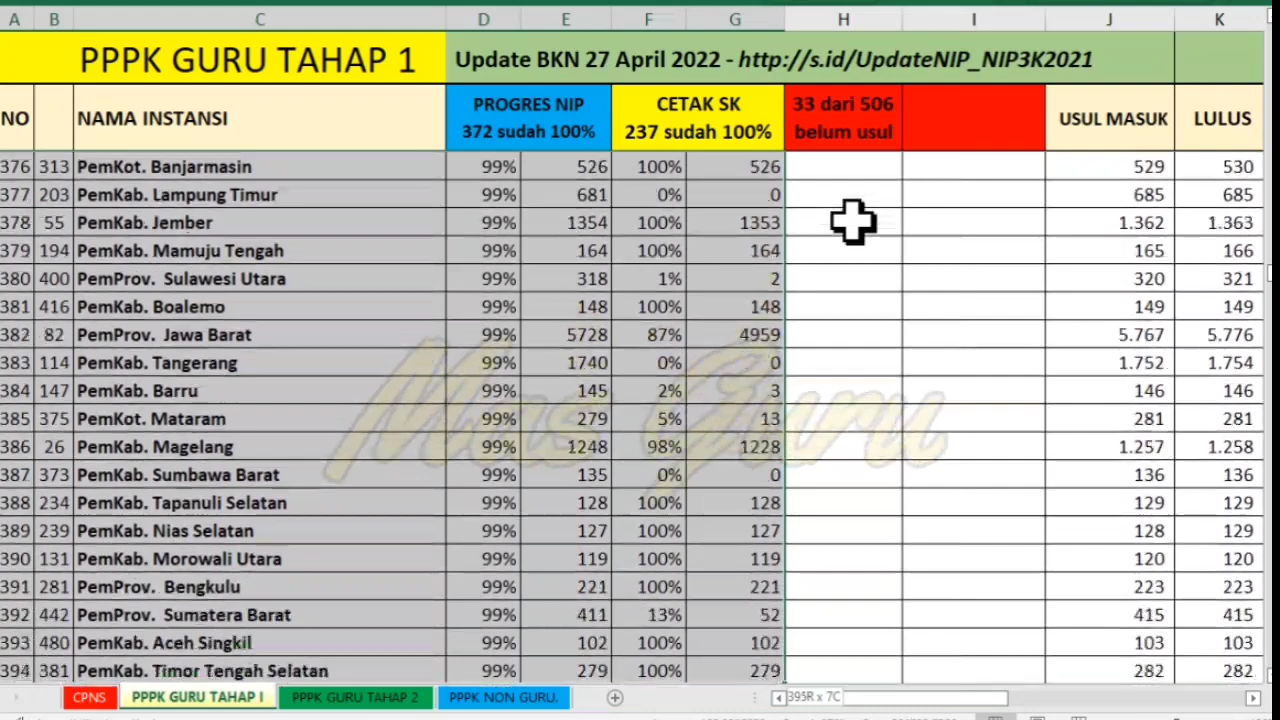 A B C D E F G H I J K
PPPK GURU TAHAP 1 Update BKN 27 April 2022 - http://s.id/UpdateNIP_NIP3K2021
NO NAMA INSTANSI PROGRES NIP 372 sudah 100% CETAK SK 237 sudah 100% 33 dari 506 belum usul USUL MASUK LULUS
376 313 PemKot. Banjarmasin 99% 526 100% 526 529 530
377 203 PemKab. Lampung Timur 99% 681 0% 0 685 685
378 55 PemKab. Jember 99% 1354 100% 1353 1.362 1.363
379 194 PemKab. Mamuju Tengah 99% 164 100% 164 165 166
380 400 PemProv. Sulawesi Utara 99% 318 1% 2 320 321
381 416 PemKab. Boalemo 99% 148 100% 148 149 149
382 82 PemProv. Jawa Barat 99% 5728 87% 4959 5.767 5.776
383 114 PemKab. Tangerang 99% 1740 0% 0 1.752 1.754
384 147 PemKab. Barru 99% 145 2% 3 146 146
385 375 PemKot. Mataram 99% 279 5% 13 281 281
386 26 PemKab. Magelang 99% 1248 98% 1228 1.257 1.258
387 373 PemKab. Sumbawa Barat 99% 135 0% 0 136 136
388 234 PemKab. Tapanuli Selatan 99% 128 100% 128 129 129
389 239 PemKab. Nias Selatan 99% 127 100% 127 128 129
390 131 PemKab. Morowali Utara 99% 119 100% 119 120 120
391 281 PemProv. Bengkulu 99% 221 100% 221 223 223
392 442 PemProv. Sumatera Barat 99% 411 13% 52 415 415
393 480 PemKab. Aceh Singkil 99% 102 100% 102 103 103
394 381 PemKab. Timor Tengah Selatan 99% 279 100% 279 282 282
Mas Guru
CPNS PPPK GURU TAHAP I PPPK GURU TAHAP 2 PPPK NON GURU. 395R x 7C